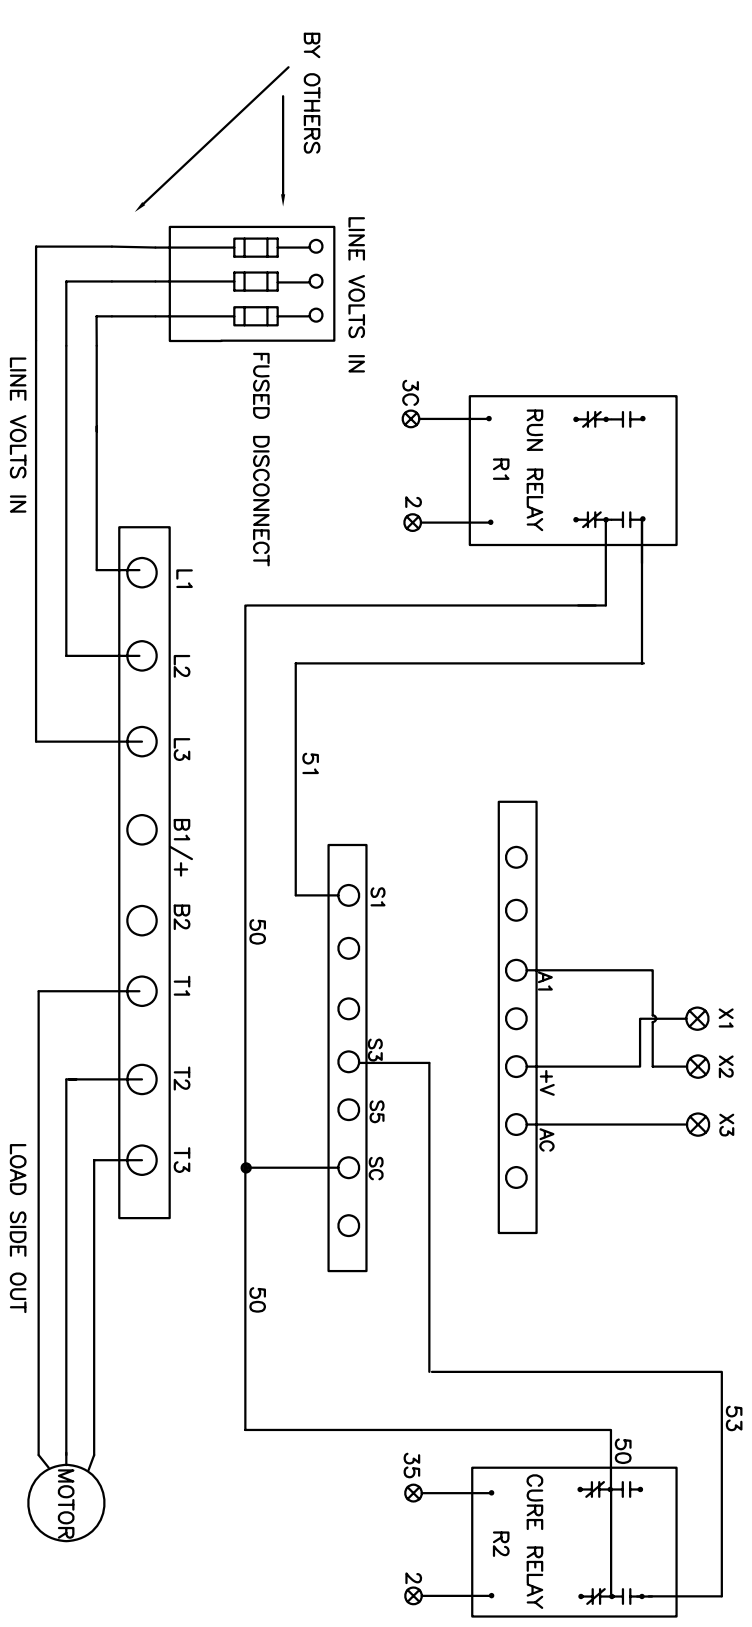 BY OTHERS
LINE VOLTS IN
FUSED DISCONNECT
LINE VOLTS IN
3C
2
RUN RELAY
R1
L1
L2
L3
B1/+
B2
T1
T2
T3
LOAD SIDE OUT
MOTOR
51
50
50
S1
S3
S5
SC
A1
+V
AC
X1
X2
X3
53
50
35
2
CURE RELAY
R2